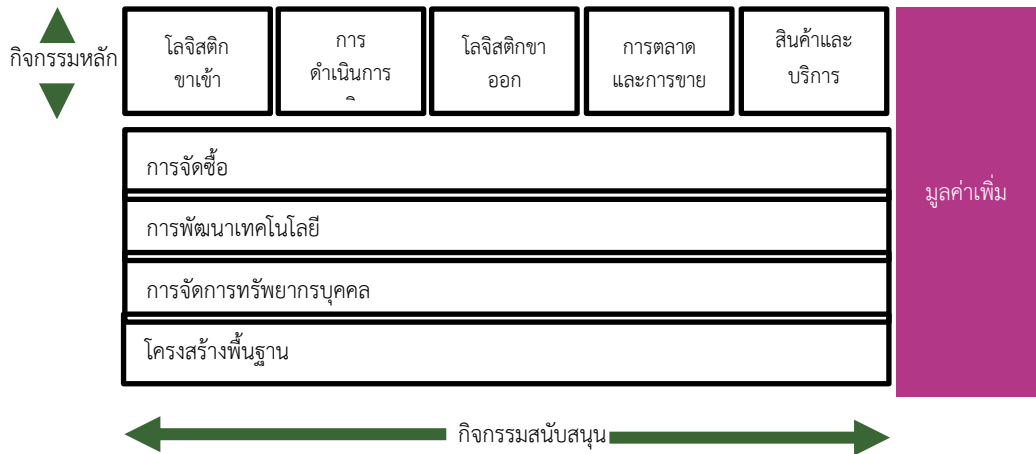 กิจกรรมหลัก
โลจิสติก
ขาเข้า
การ
ดำเนินการ
โลจิสติกขา
ออก
การตลาด
และการขาย
สินค้าและ
บริการ
การจัดซื้อ
การพัฒนาเทคโนโลยี
การจัดการทรัพยากรบุคคล
โครงสร้างพื้นฐาน
มูลค่าเพิ่ม
กิจกรรมสนับสนุน